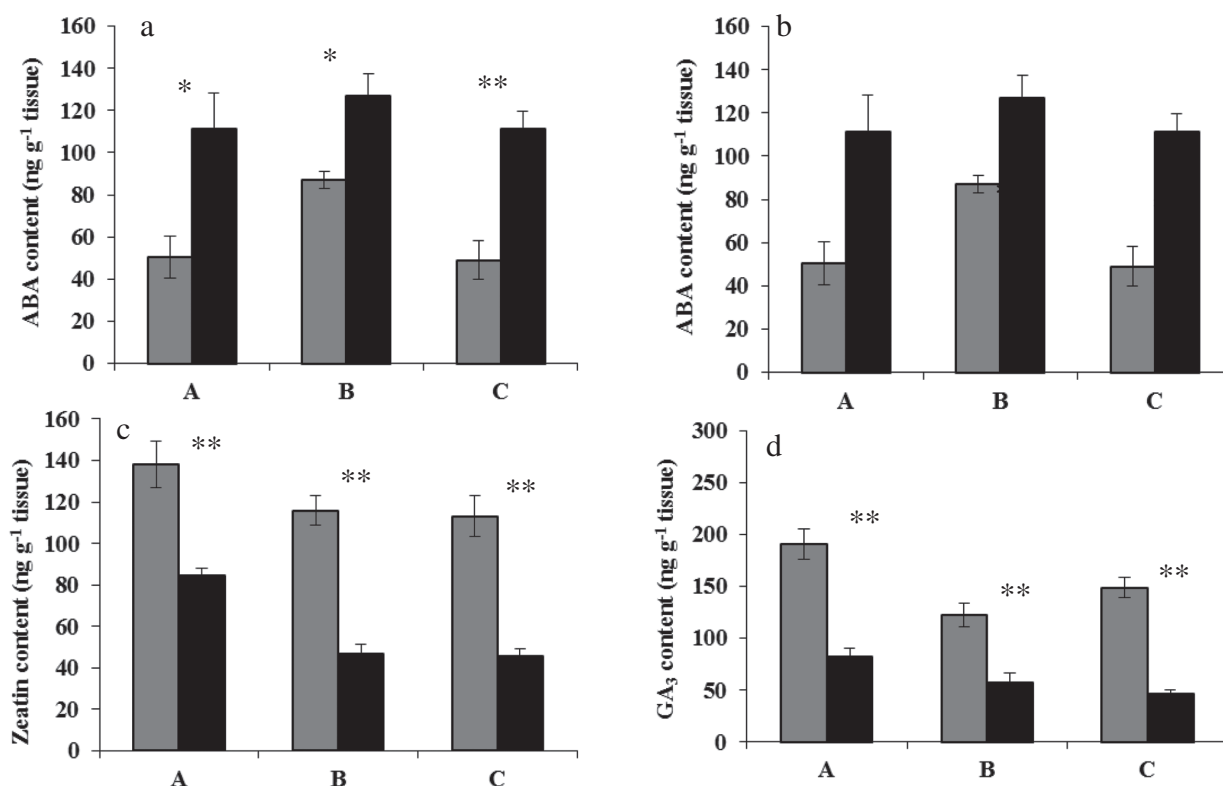 a
ABA content (ng g⁻¹ tissue)
160
140
120
100
80
60
40
20
0
*
*
**
A
B
C
b
ABA content (ng g⁻¹ tissue)
160
140
120
100
80
60
40
20
0
A
B
C
c
Zeatin content (ng g⁻¹ tissue)
160
140
120
100
80
60
40
20
0
**
**
**
A
B
C
d
GA₃ content (ng g⁻¹ tissue)
300
250
200
150
100
50
0
**
**
**
A
B
C